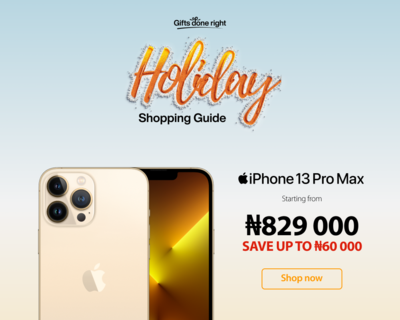 Gifts done right
Holiday
Shopping Guide
iPhone 13 Pro Max
Starting from
₦829 000
SAVE UP TO ₦60 000
Shop now